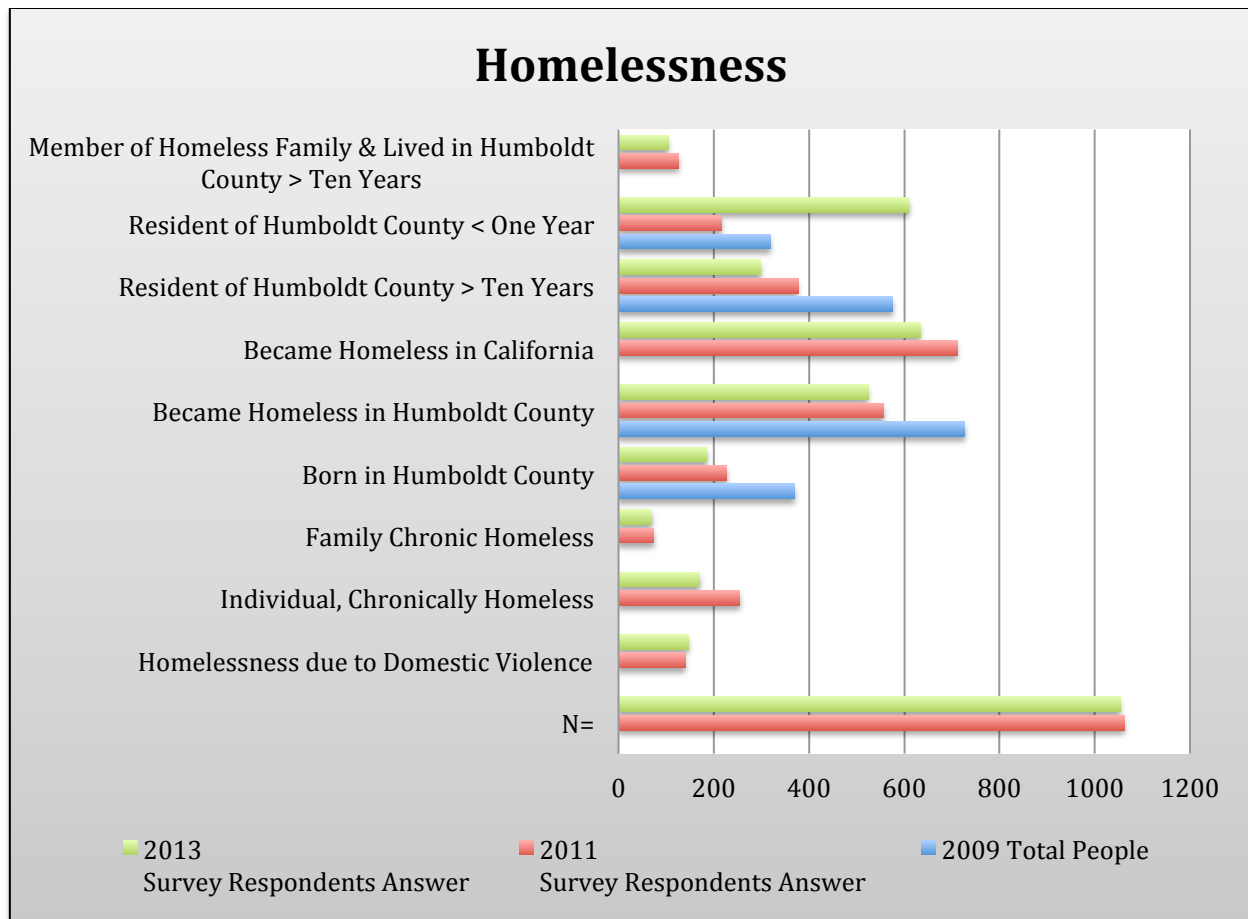 Homelessness
Member of Homeless Family & Lived in Humboldt
County > Ten Years
Resident of Humboldt County < One Year
Resident of Humboldt County > Ten Years
Became Homeless in California
Became Homeless in Humboldt County
Born in Humboldt County
Family Chronic Homeless
Individual, Chronically Homeless
Homelessness due to Domestic Violence
N=
0 200 400 600 800 1000 1200
2013
Survey Respondents Answer
2011
Survey Respondents Answer
2009 Total People